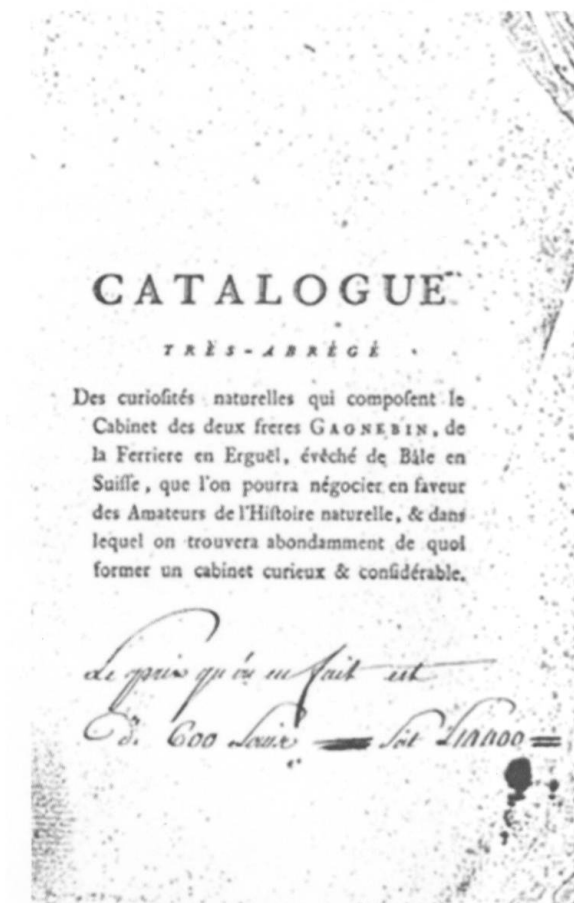 CATALOGUE
TRÈS-ABRÉGÉ
Des curioſités naturelles qui compoſent le
Cabinet des deux freres GAGNEBIN, de
la Ferriere en Erguël, évêché de Bâle en
Suiſſe, que l'on pourra négocier en faveur
des Amateurs de l'Hiſtoire naturelle, & dans
lequel on trouvera abondamment de quoi
former un cabinet curieux & conſidérable.
Le prix qu'on en fait est
de 600 Louis soit